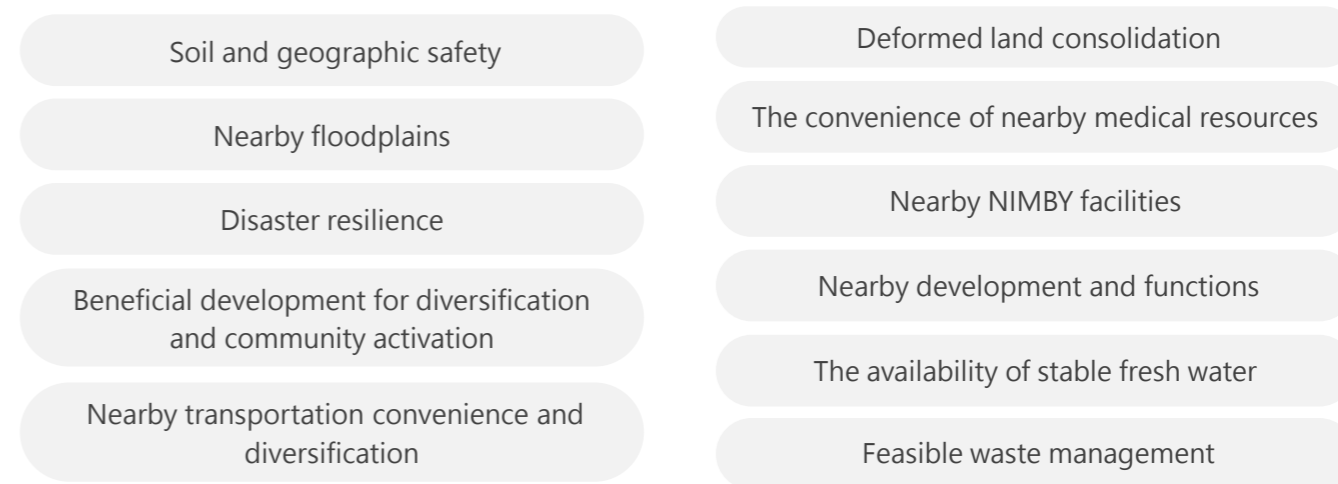 Soil and geographic safety
Nearby floodplains
Disaster resilience
Beneficial development for diversification
and community activation
Nearby transportation convenience and
diversification
Deformed land consolidation
The convenience of nearby medical resources
Nearby NIMBY facilities
Nearby development and functions
The availability of stable fresh water
Feasible waste management